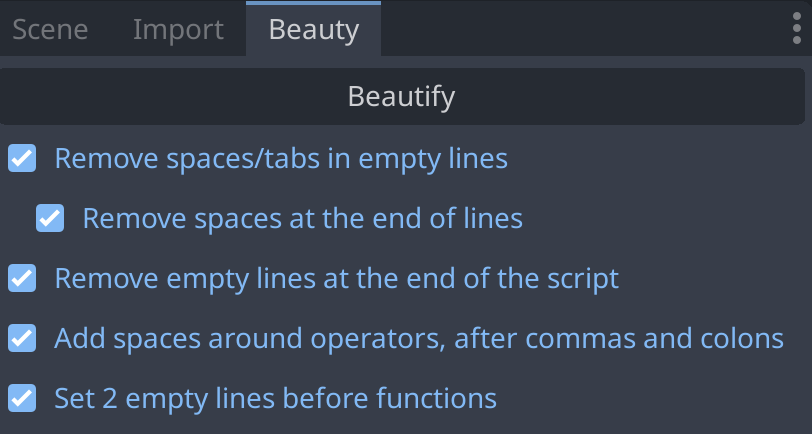 Scene Import Beauty
Beautify
Remove spaces/tabs in empty lines
Remove spaces at the end of lines
Remove empty lines at the end of the script
Add spaces around operators, after commas and colons
Set 2 empty lines before functions